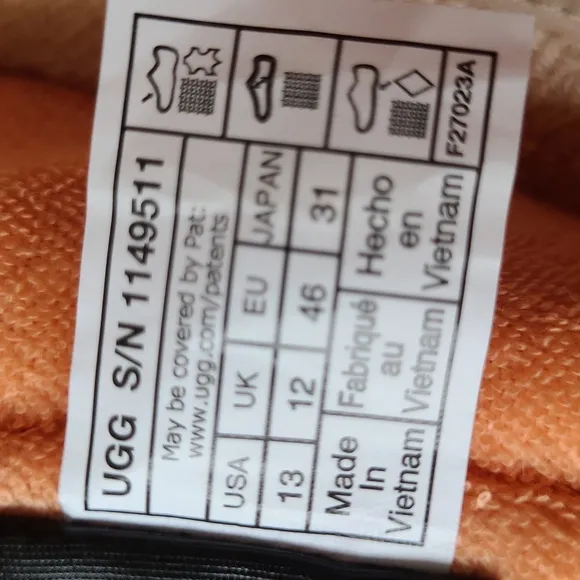 UGG S/N 1149511
May be covered by Pat:
www.ugg.com/patents
USA UK EU JAPAN
13 12 46 31
Made In Vietnam
Fabriqué au Vietnam
Hecho en Vietnam
F27023A